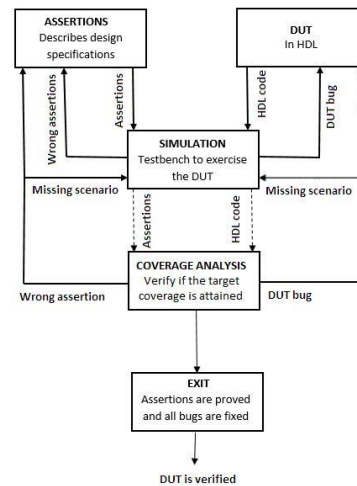 ASSERTIONS
Describes design
specifications
DUT
In HDL
Wrong assertions
Assertions
HDL code
DUT bug
SIMULATION
Testbench to exercise
the DUT
Missing scenario
Missing scenario
Assertions
HDL code
COVERAGE ANALYSIS
Verify if the target
coverage is attained
Wrong assertion
DUT bug
EXIT
Assertions are proved
and all bugs are fixed
DUT is verified